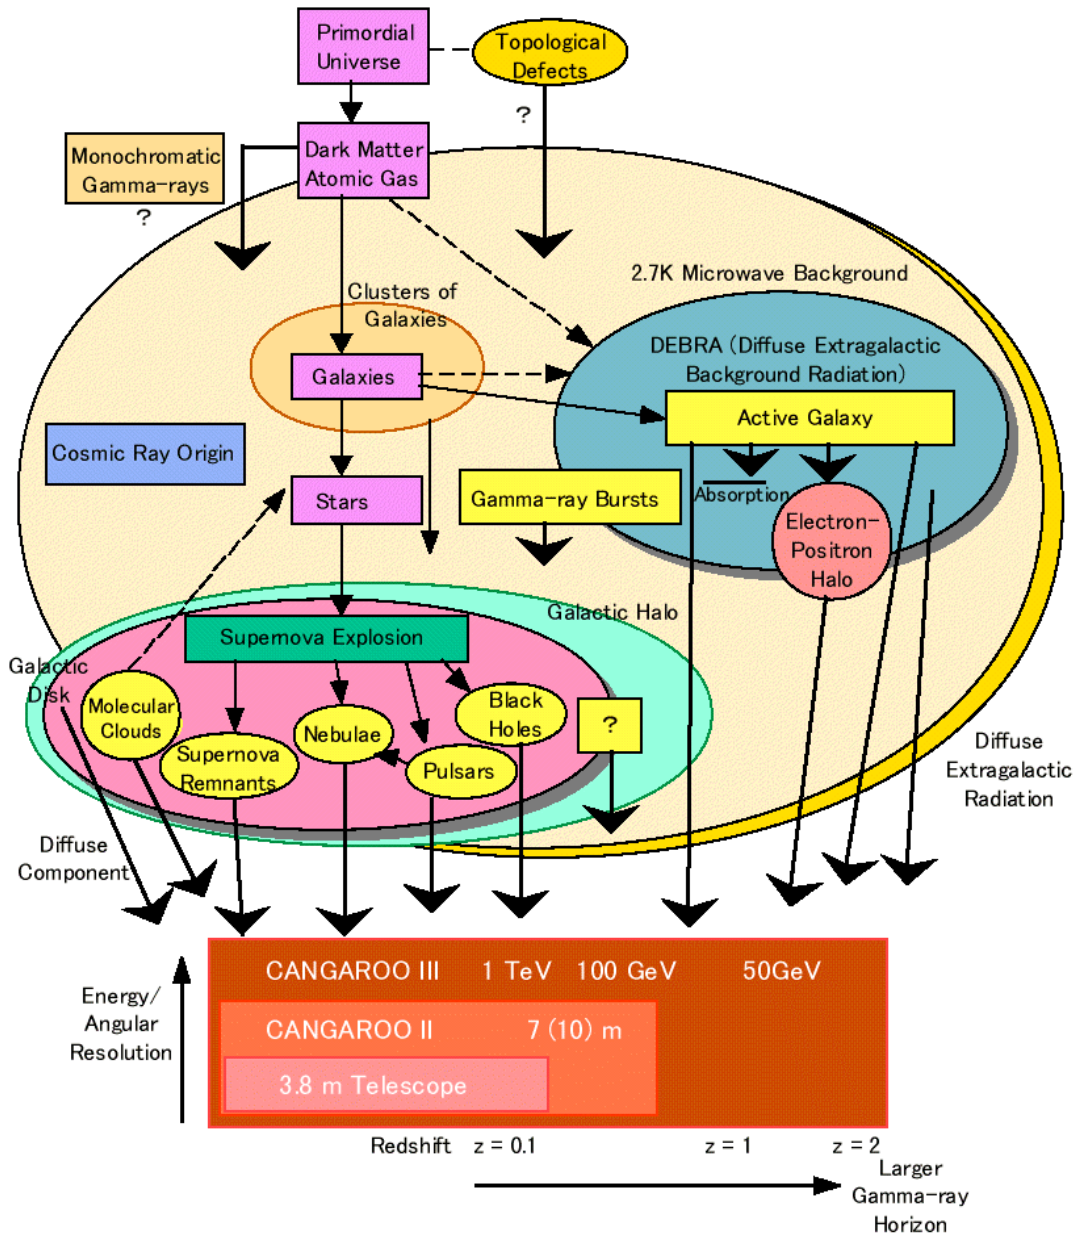 Primordial
Universe
Topological
Defects
?
Dark Matter
Atomic Gas
Monochromatic
Gamma-rays
?
2.7K Microwave Background
Clusters of
Galaxies
DEBRA (Diffuse Extragalactic
Background Radiation)
Galaxies
Active Galaxy
Cosmic Ray Origin
Stars
Gamma-ray Bursts
Absorption
Electron-
Positron
Halo
Galactic Halo
Supernova Explosion
Galactic
Disk
Molecular
Clouds
Supernova
Remnants
Nebulae
Pulsars
Black
Holes
?
Diffuse
Extragalactic
Radiation
Diffuse
Component
CANGAROO III 1 TeV 100 GeV 50GeV
CANGAROO II 7 (10) m
3.8 m Telescope
Energy/
Angular
Resolution
Redshift z = 0.1 z = 1 z = 2
Larger
Gamma-ray
Horizon